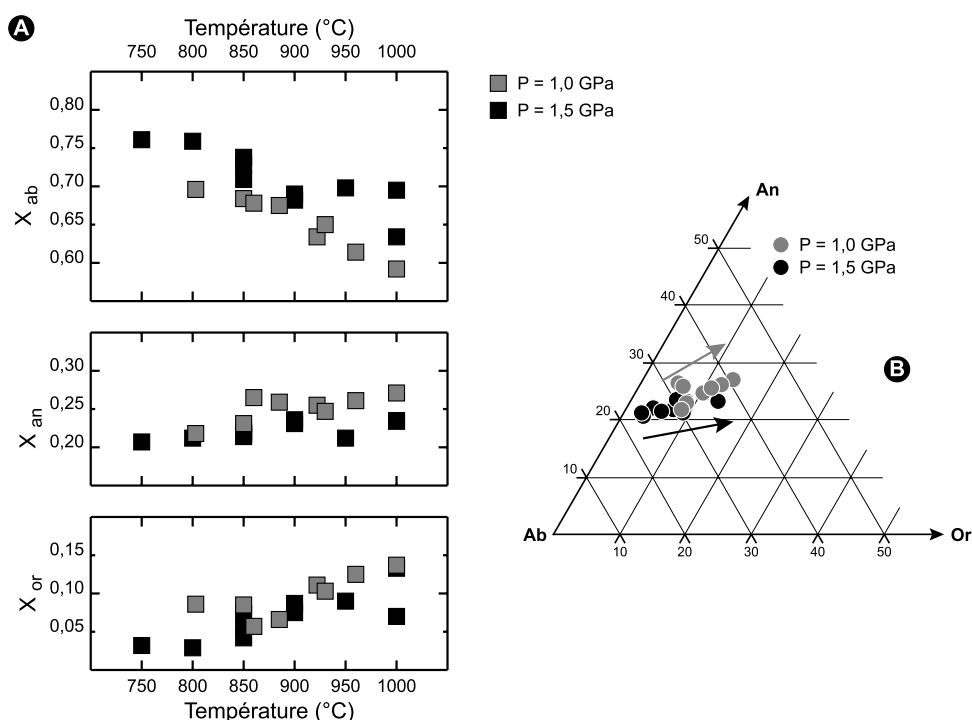 A
Température (°C)
750 800 850 900 950 1000
0,80
0,75
0,70
0,65
0,60
X ab
0,30
0,25
0,20
X an
0,15
0,10
0,05
X or
750 800 850 900 950 1000
Température (°C)
P = 1,0 GPa
P = 1,5 GPa
An
P = 1,0 GPa
P = 1,5 GPa
50
40
30
20
10
B
Ab
Or
10 20 30 40 50